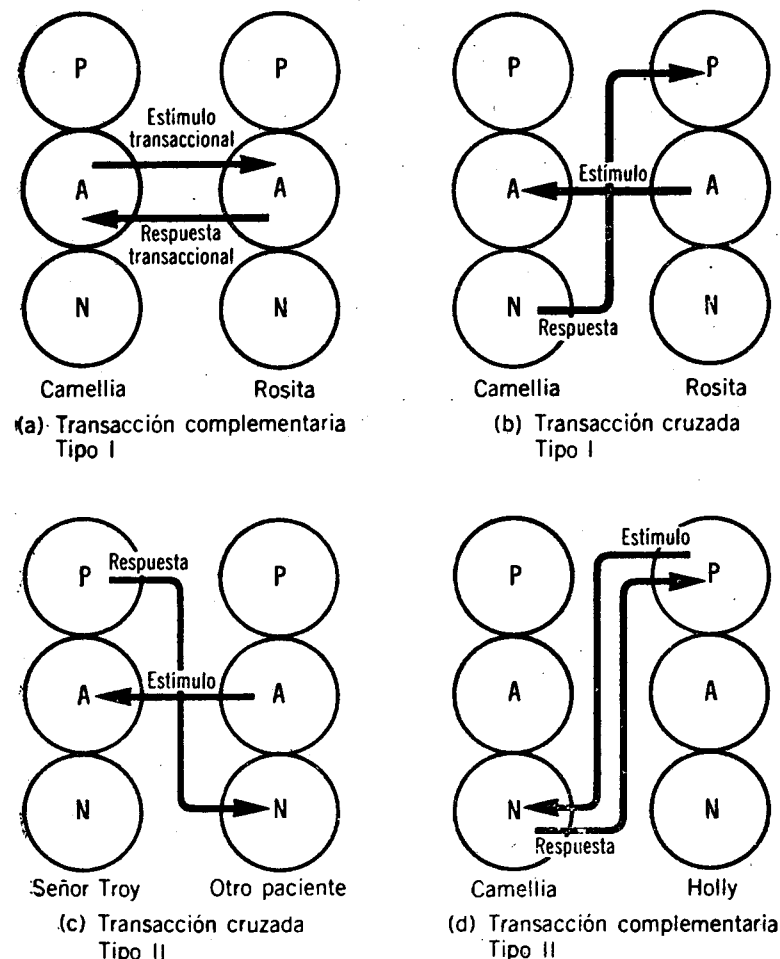 P P
Estímulo
transaccional
A A
Respuesta
transaccional
N N
Camellia Rosita
(a) Transacción complementaria
Tipo I
P P
Estímulo
A A
N N
Respuesta
Camellia Rosita
(b) Transacción cruzada
Tipo I
Respuesta
P P
Estímulo
A A
N N
Señor Troy Otro paciente
(c) Transacción cruzada
Tipo II
Estímulo
P P
A A
N N
Respuesta
Camellia Holly
(d) Transacción complementaria
Tipo II